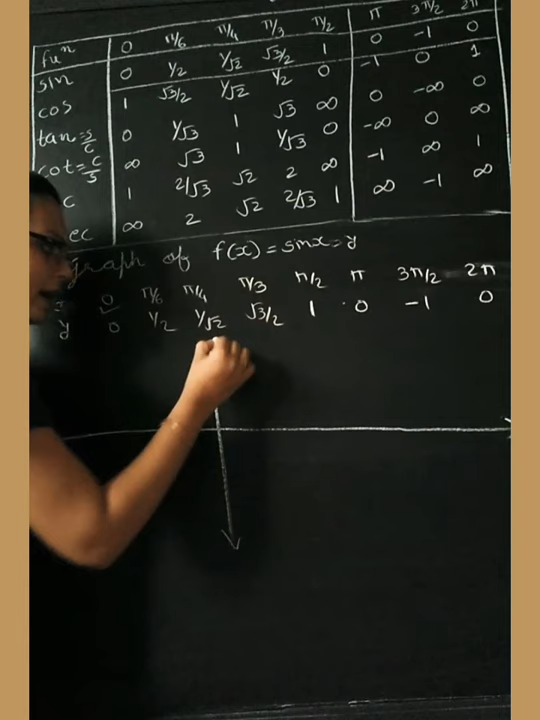 fuⁿ 0 π/6 π/4 π/3 π/2 π 3π/2 2π
sin 0 1/2 1/√2 √3/2 1 0 -1 0
cos 1 √3/2 1/√2 1/2 0 -1 0 1
tan=s/c 0 1/√3 1 √3 ∞ 0 -∞ 0
cot=c/s ∞ √3 1 1/√3 0 -∞ 0 ∞
c 1 2/√3 √2 2 ∞ -1 ∞ 1
ec ∞ 2 √2 2/√3 1 ∞ -1 ∞
graph of f(x)=sinx=y
0 π/6 π/4 π/3 π/2 π 3π/2 2π
y 0 1/2 1/√2 √3/2 1 0 -1 0